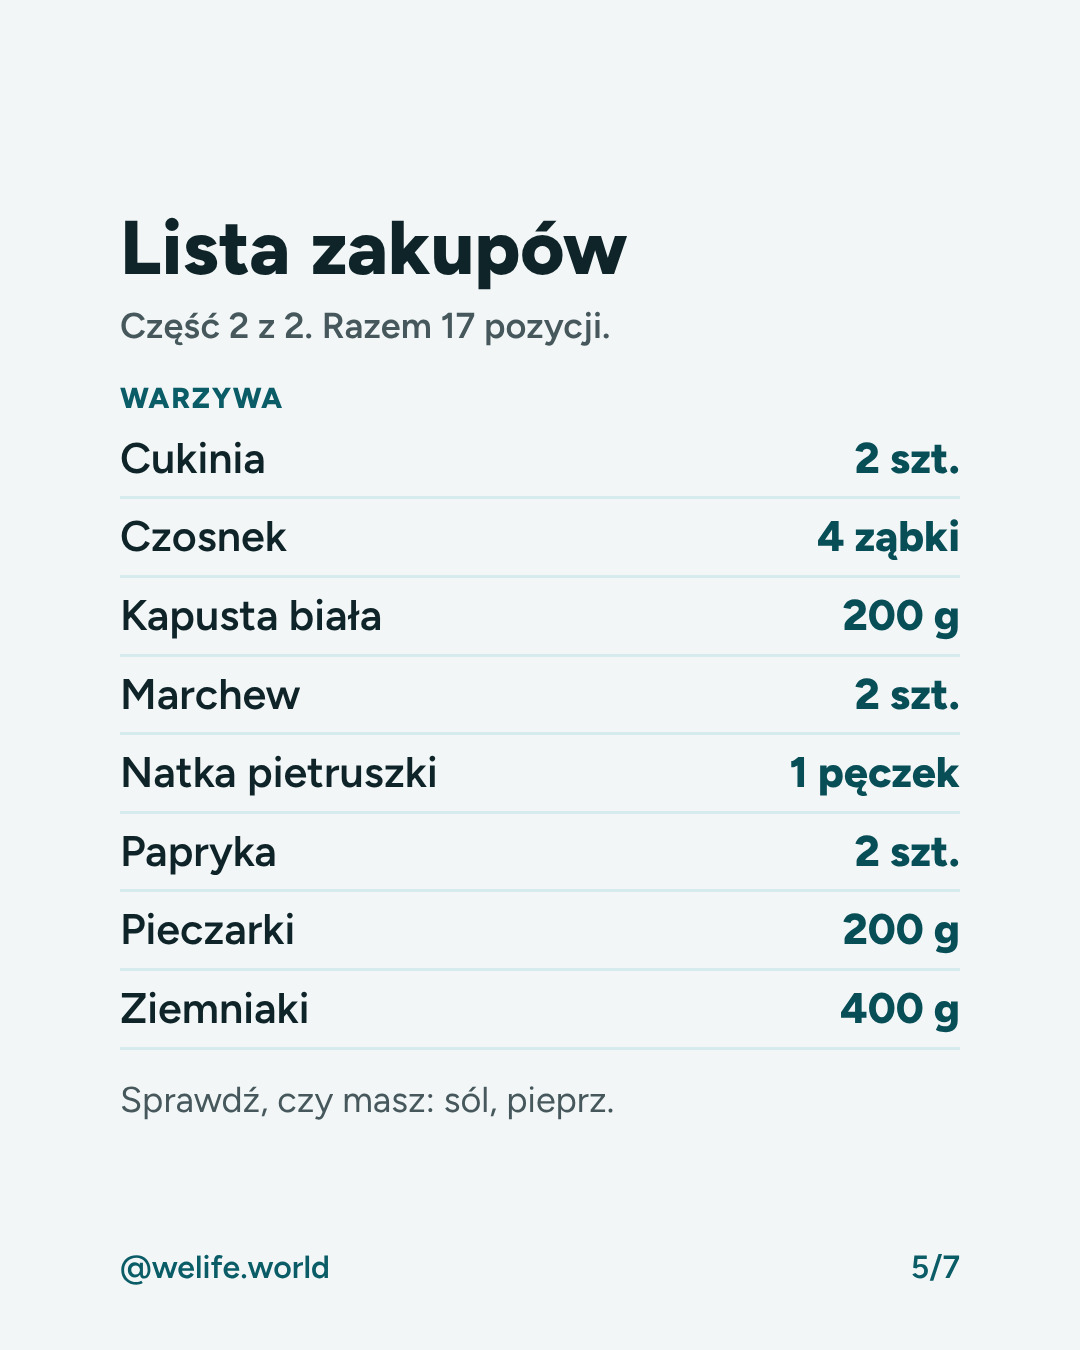 Lista zakupów
Część 2 z 2. Razem 17 pozycji.
WARZYWA
Cukinia 2 szt.
Czosnek 4 ząbki
Kapusta biała 200 g
Marchew 2 szt.
Natka pietruszki 1 pęczek
Papryka 2 szt.
Pieczarki 200 g
Ziemniaki 400 g
Sprawdź, czy masz: sól, pieprz.
@welife.world 5/7